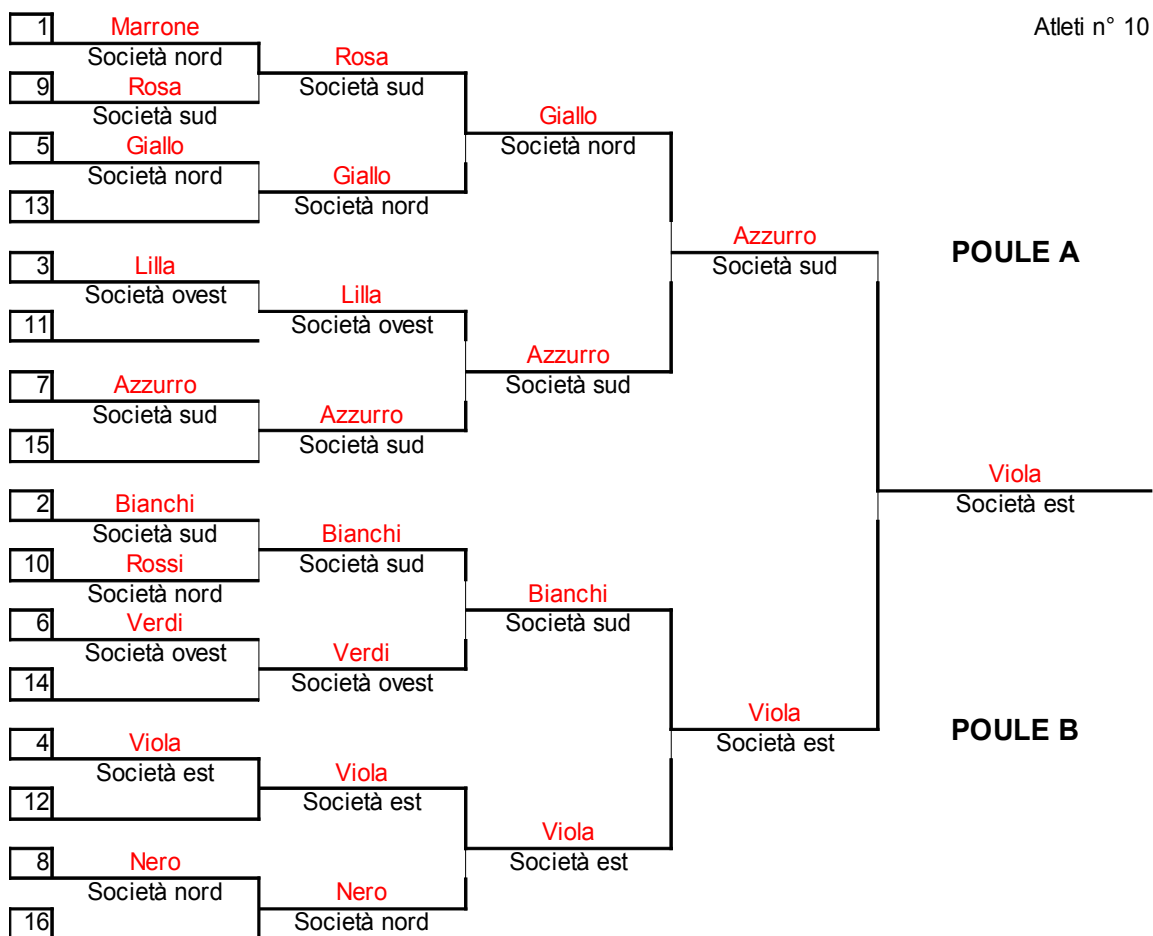 1 Marrone Atleti n° 10
Società nord Rosa
9 Rosa Società sud
Società sud Giallo
5 Giallo Società nord
Società nord Giallo
13 Società nord
Azzurro POULE A
3 Lilla Società sud
Società ovest Lilla
11 Società ovest
Azzurro
7 Azzurro Società sud
Società sud Azzurro
15 Società sud
Viola
2 Bianchi Società est
Società sud Bianchi
10 Rossi Società sud
Società nord Bianchi
6 Verdi Società sud
Società ovest Verdi
14 Società ovest
Viola POULE B
4 Viola Società est
Società est Viola
12 Società est
Viola
8 Nero Società est
Società nord Nero
16 Società nord